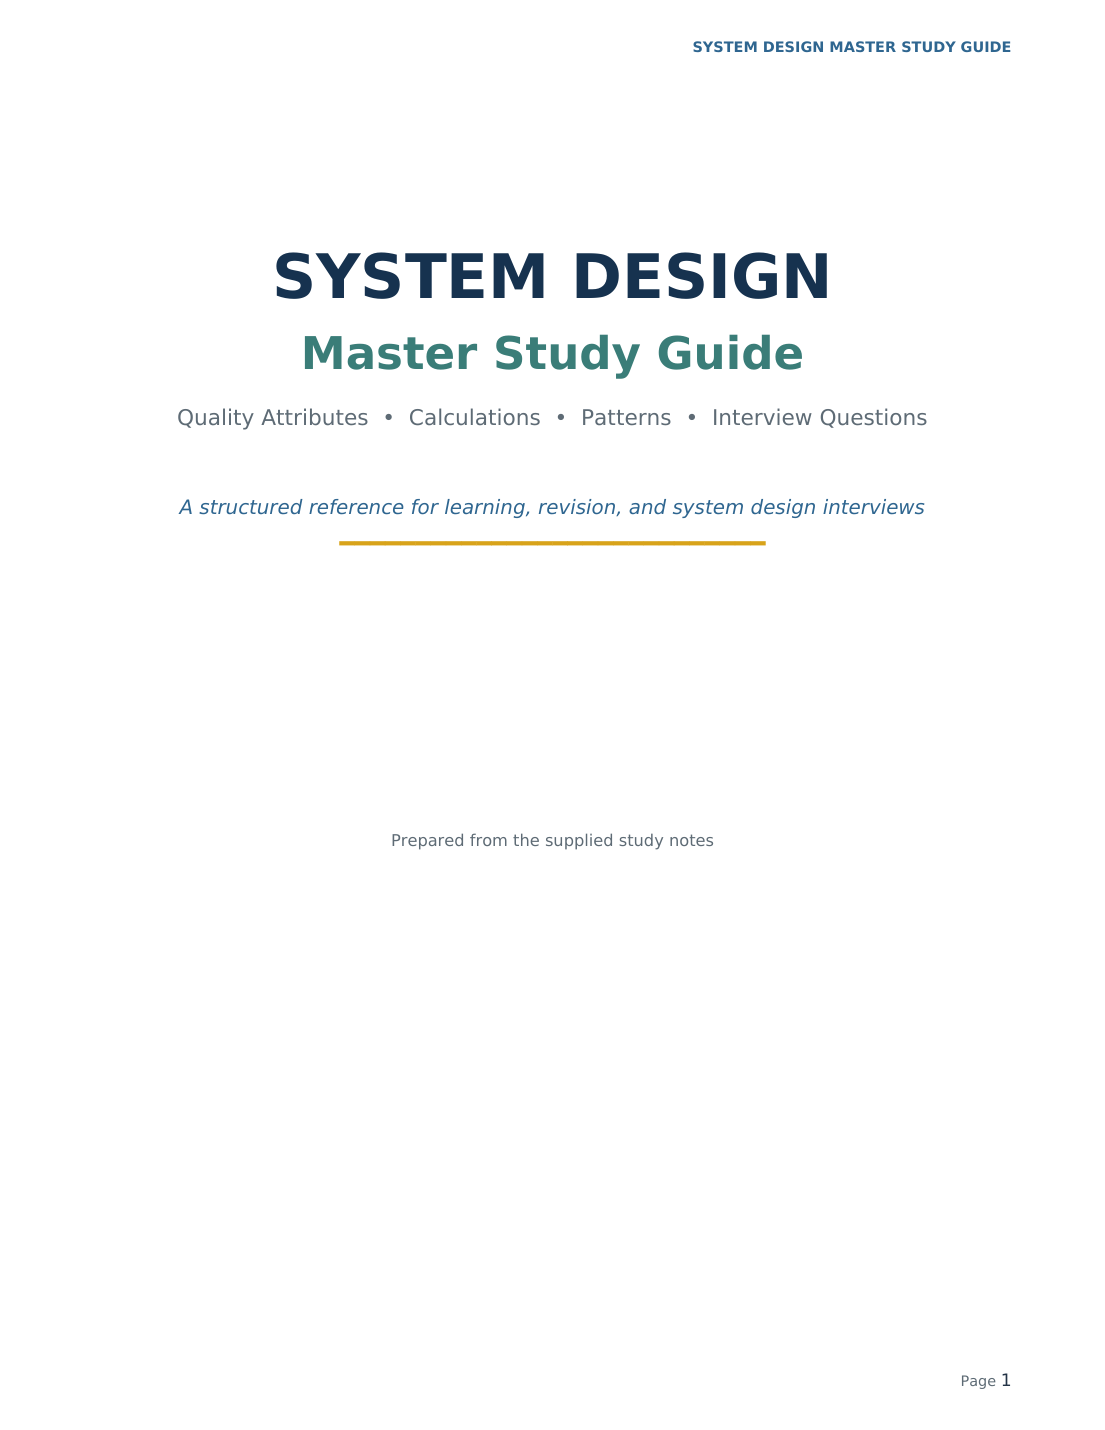 SYSTEM DESIGN MASTER STUDY GUIDE
SYSTEM DESIGN
Master Study Guide
Quality Attributes • Calculations • Patterns • Interview Questions
A structured reference for learning, revision, and system design interviews
Prepared from the supplied study notes
Page 1